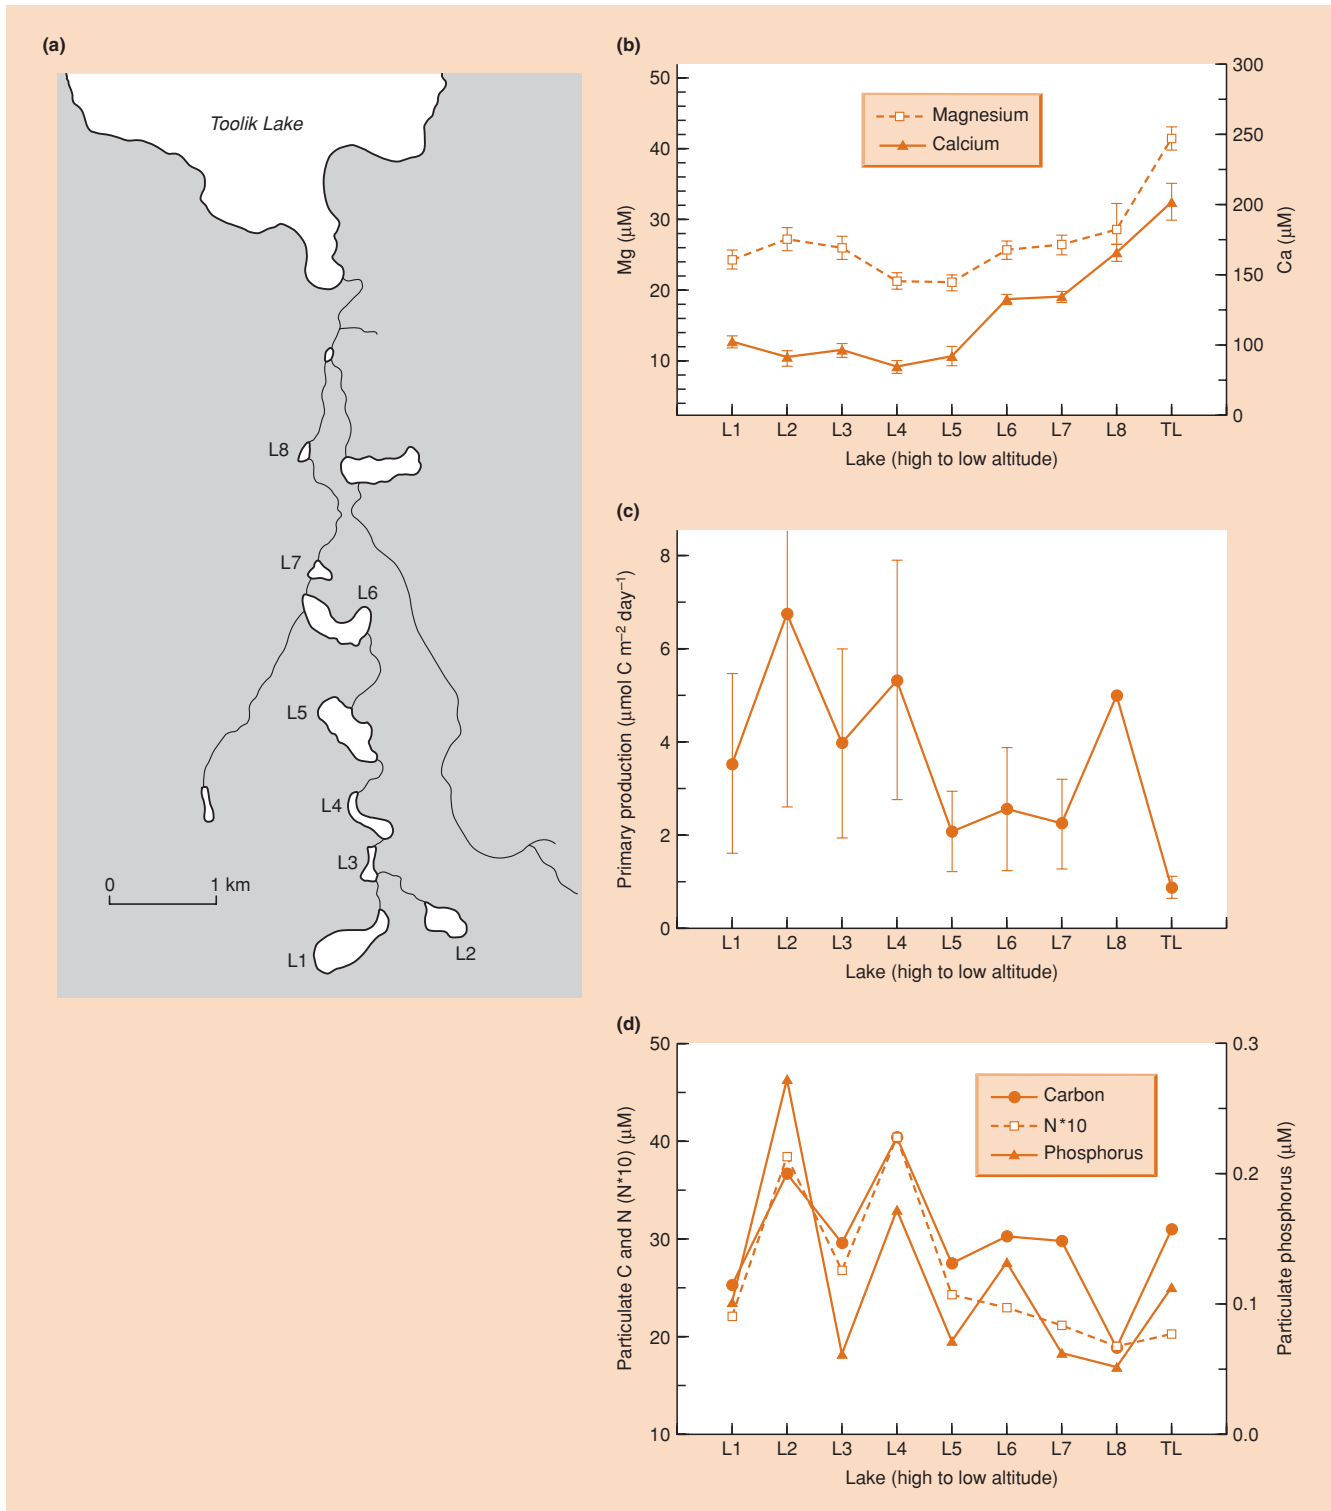 (a)
Toolik Lake
L8
L7
L6
L5
L4
L3
0 1 km
L1
L2
(b)
50
40
30
20
10
Mg (µM)
Magnesium
Calcium
300
250
200
150
100
50
0
Ca (µM)
L1 L2 L3 L4 L5 L6 L7 L8 TL
Lake (high to low altitude)
(c)
8
6
4
2
0
Primary production (µmol C m⁻² day⁻¹)
L1 L2 L3 L4 L5 L6 L7 L8 TL
Lake (high to low altitude)
(d)
50
40
30
20
10
Particulate C and N (N*10) (µM)
Carbon
N*10
Phosphorus
0.3
0.2
0.1
0.0
Particulate phosphorus (µM)
L1 L2 L3 L4 L5 L6 L7 L8 TL
Lake (high to low altitude)